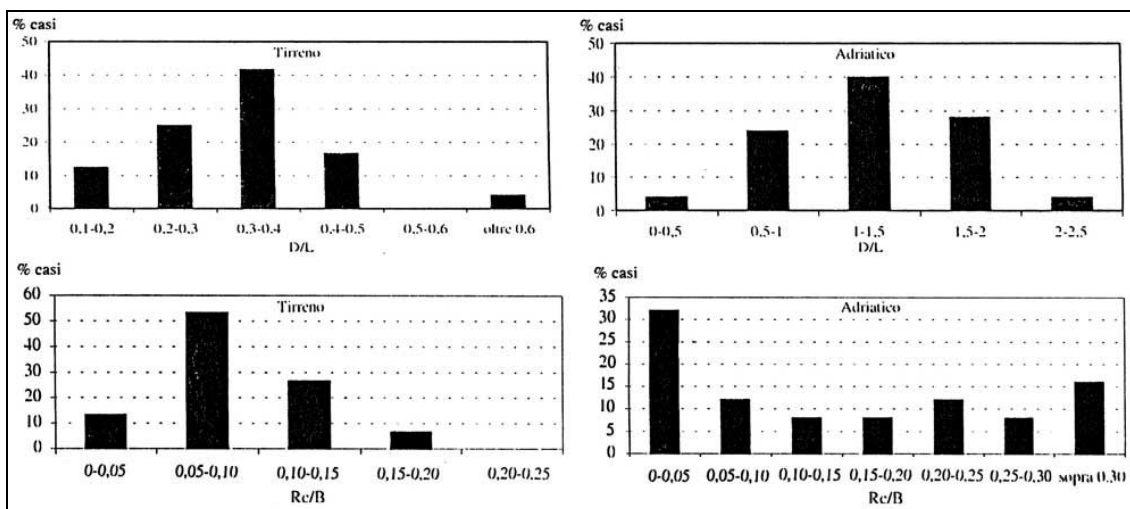 % casi
Tirreno
50
40
30
20
10
0
0.1-0,2 0.2-0.3 0.3-0.4 0.4-0.5 0.5-0.6 oltre 0.6
D/L
% casi
Adriatico
50
40
30
20
10
0
0-0,5 0.5-1 1-1,5 1,5-2 2-2.5
D/L
% casi
Tirreno
60
50
40
30
20
10
0
0-0,05 0,05-0,10 0,10-0,15 0,15-0,20 0,20-0.25
Rc/B
% casi
Adriatico
35
30
25
20
15
10
5
0
0-0,05 0,05-0,10 0,10-0,15 0,15-0,20 0,20-0.25 0,25-0.30 sopra 0.30
Rc/B